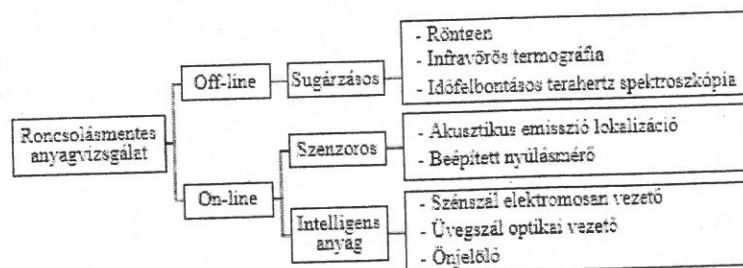 Roncsolásmentes
anyagvizsgálat
Off-line
Sugárzásos
- Röntgen
- Infravörös termográfia
- Időfelbontásos terahertz spektroszkópia
On-line
Szenzoros
- Akusztikus emisszió lokalizáció
- Beépített nyúlásmérő
Intelligens
anyag
- Szénszál elektromosan vezető
- Üvegszál optikai vezető
- Önjelölő